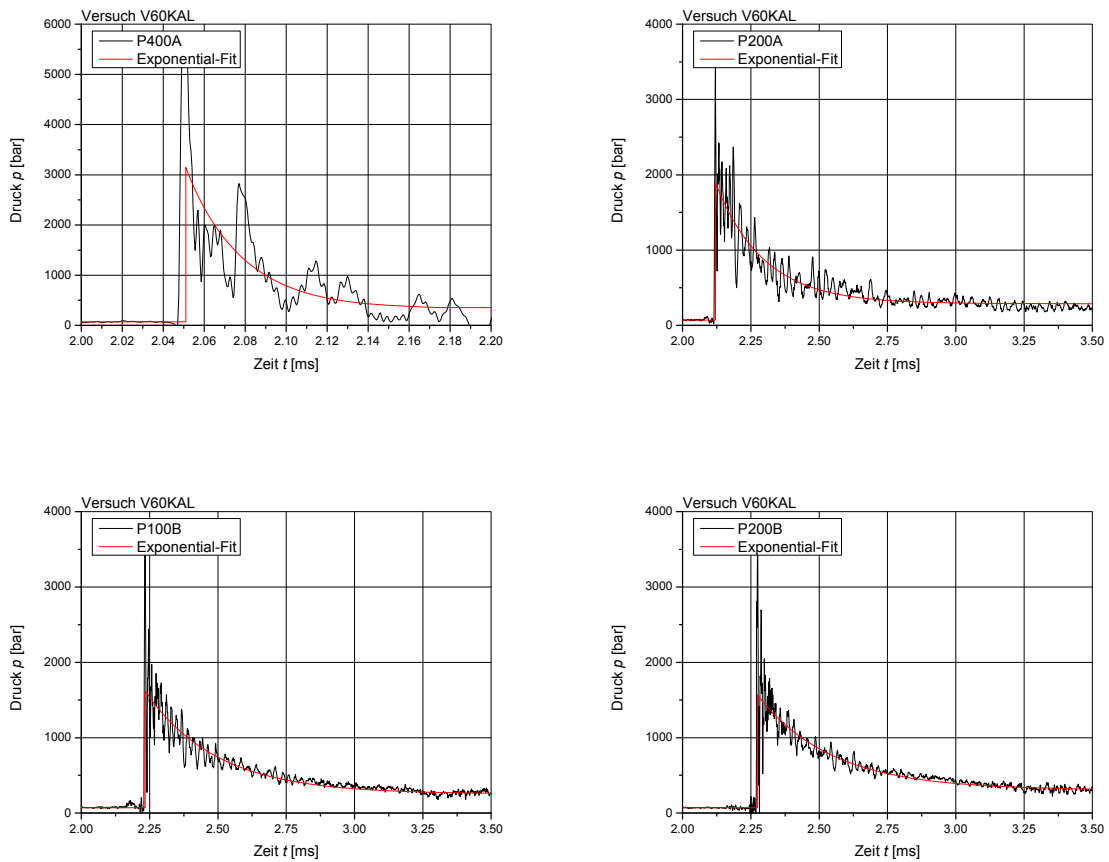 Versuch V60KAL
P400A
Exponential-Fit
6000
5000
4000
3000
2000
1000
0
Druck p [bar]
2.00 2.02 2.04 2.06 2.08 2.10 2.12 2.14 2.16 2.18 2.20
Zeit t [ms]
Versuch V60KAL
P200A
Exponential-Fit
4000
3000
2000
1000
0
Druck p [bar]
2.00 2.25 2.50 2.75 3.00 3.25 3.50
Zeit t [ms]
Versuch V60KAL
P100B
Exponential-Fit
4000
3000
2000
1000
0
Druck p [bar]
2.00 2.25 2.50 2.75 3.00 3.25 3.50
Zeit t [ms]
Versuch V60KAL
P200B
Exponential-Fit
4000
3000
2000
1000
0
Druck p [bar]
2.00 2.25 2.50 2.75 3.00 3.25 3.50
Zeit t [ms]